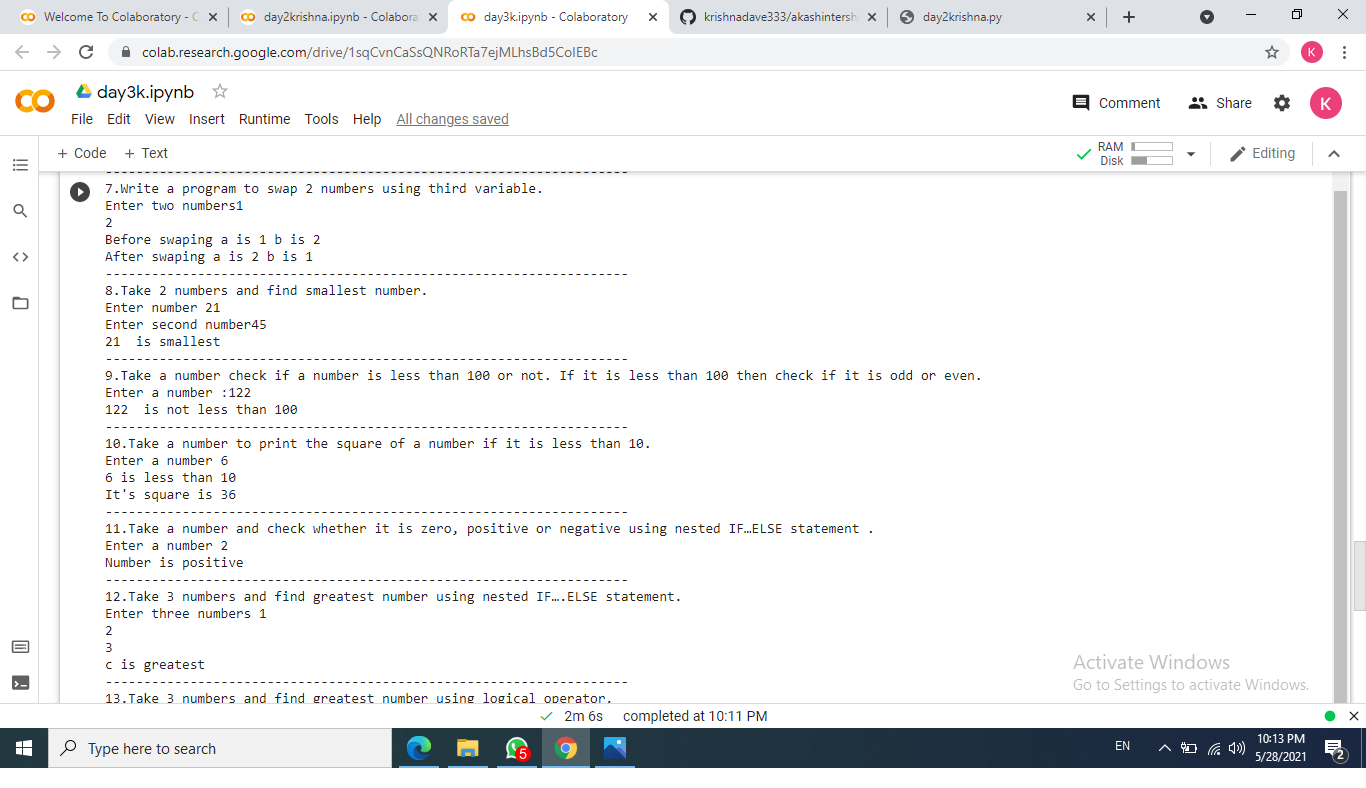 Welcome To Colaboratory - C
day2krishna.ipynb - Colabora
day3k.ipynb - Colaboratory
krishnadave333/akashintersh
day2krishna.py
colab.research.google.com/drive/1sqCvnCaSsQNRoRTa7ejMLhsBd5ColEBc
K
day3k.ipynb
Comment
Share
K
File Edit View Insert Runtime Tools Help All changes saved
+ Code + Text
RAM
Disk
Editing
-------------------------------------------------------------------- 
7.Write a program to swap 2 numbers using third variable.
Enter two numbers1
2
Before swaping a is 1 b is 2
After swaping a is 2 b is 1
--------------------------------------------------------------------
8.Take 2 numbers and find smallest number.
Enter number 21
Enter second number45
21  is smallest
--------------------------------------------------------------------
9.Take a number check if a number is less than 100 or not. If it is less than 100 then check if it is odd or even.
Enter a number :122
122  is not less than 100
--------------------------------------------------------------------
10.Take a number to print the square of a number if it is less than 10.
Enter a number 6
6 is less than 10
It's square is 36
--------------------------------------------------------------------
11.Take a number and check whether it is zero, positive or negative using nested IF…ELSE statement .
Enter a number 2
Number is positive
--------------------------------------------------------------------
12.Take 3 numbers and find greatest number using nested IF….ELSE statement.
Enter three numbers 1
2
3
c is greatest
--------------------------------------------------------------------
13.Take 3 numbers and find greatest number using logical operator.
Activate Windows
Go to Settings to activate Windows.
2m 6s completed at 10:11 PM
Type here to search
5
EN
10:13 PM
5/28/2021
2